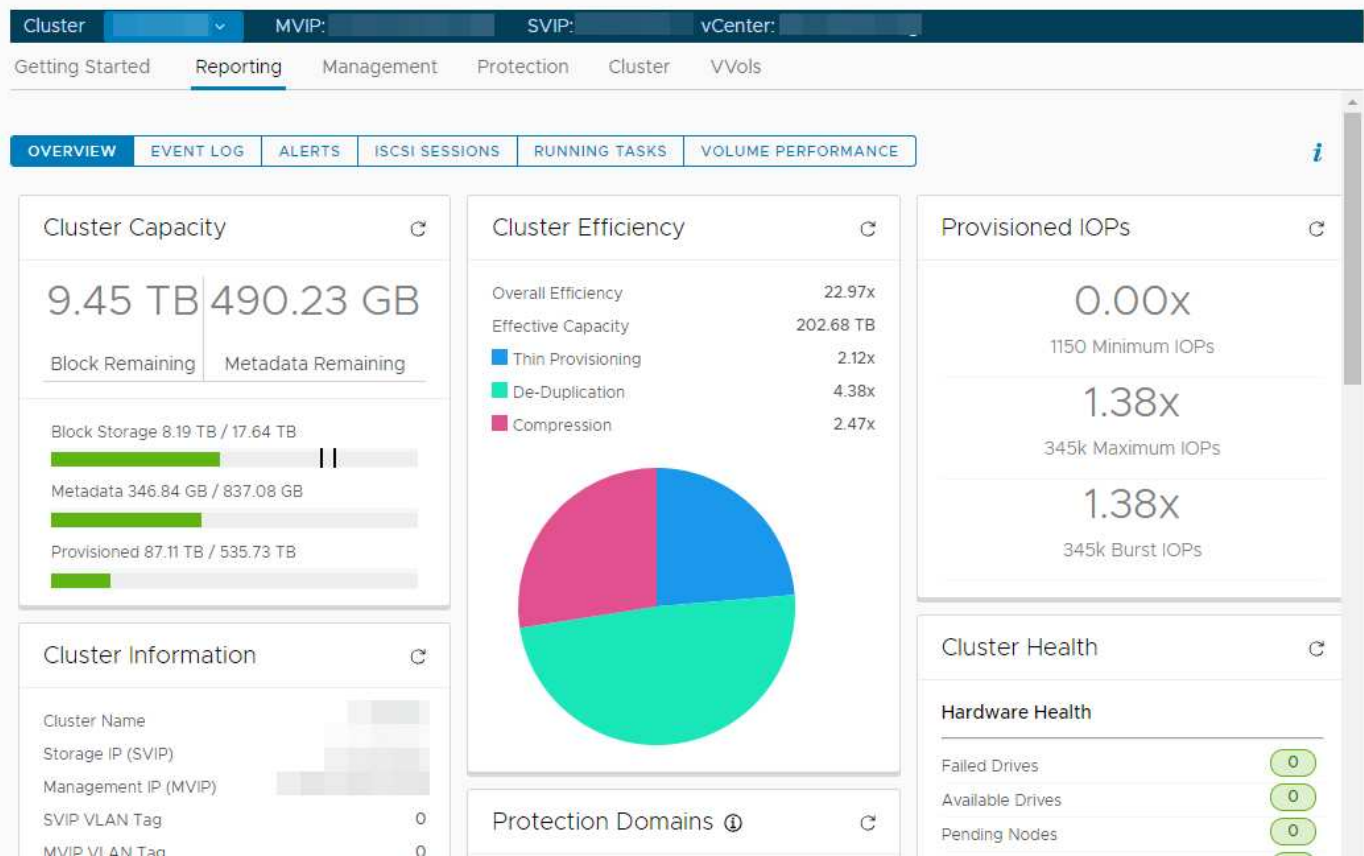 Cluster MVIP: SVIP: vCenter:
Getting Started Reporting Management Protection Cluster VVols
OVERVIEW EVENT LOG ALERTS ISCSI SESSIONS RUNNING TASKS VOLUME PERFORMANCE i
Cluster Capacity
9.45 TB 490.23 GB
Block Remaining Metadata Remaining
Block Storage 8.19 TB / 17.64 TB
Metadata 346.84 GB / 837.08 GB
Provisioned 87.11 TB / 535.73 TB
Cluster Efficiency
Overall Efficiency 22.97x
Effective Capacity 202.68 TB
Thin Provisioning 2.12x
De-Duplication 4.38x
Compression 2.47x
Provisioned IOPs
0.00x
1150 Minimum IOPs
1.38x
345k Maximum IOPs
1.38x
345k Burst IOPs
Cluster Information
Cluster Name
Storage IP (SVIP)
Management IP (MVIP)
SVIP VLAN Tag 0
MVIP VLAN Tag 0
Protection Domains
Cluster Health
Hardware Health
Failed Drives 0
Available Drives 0
Pending Nodes 0